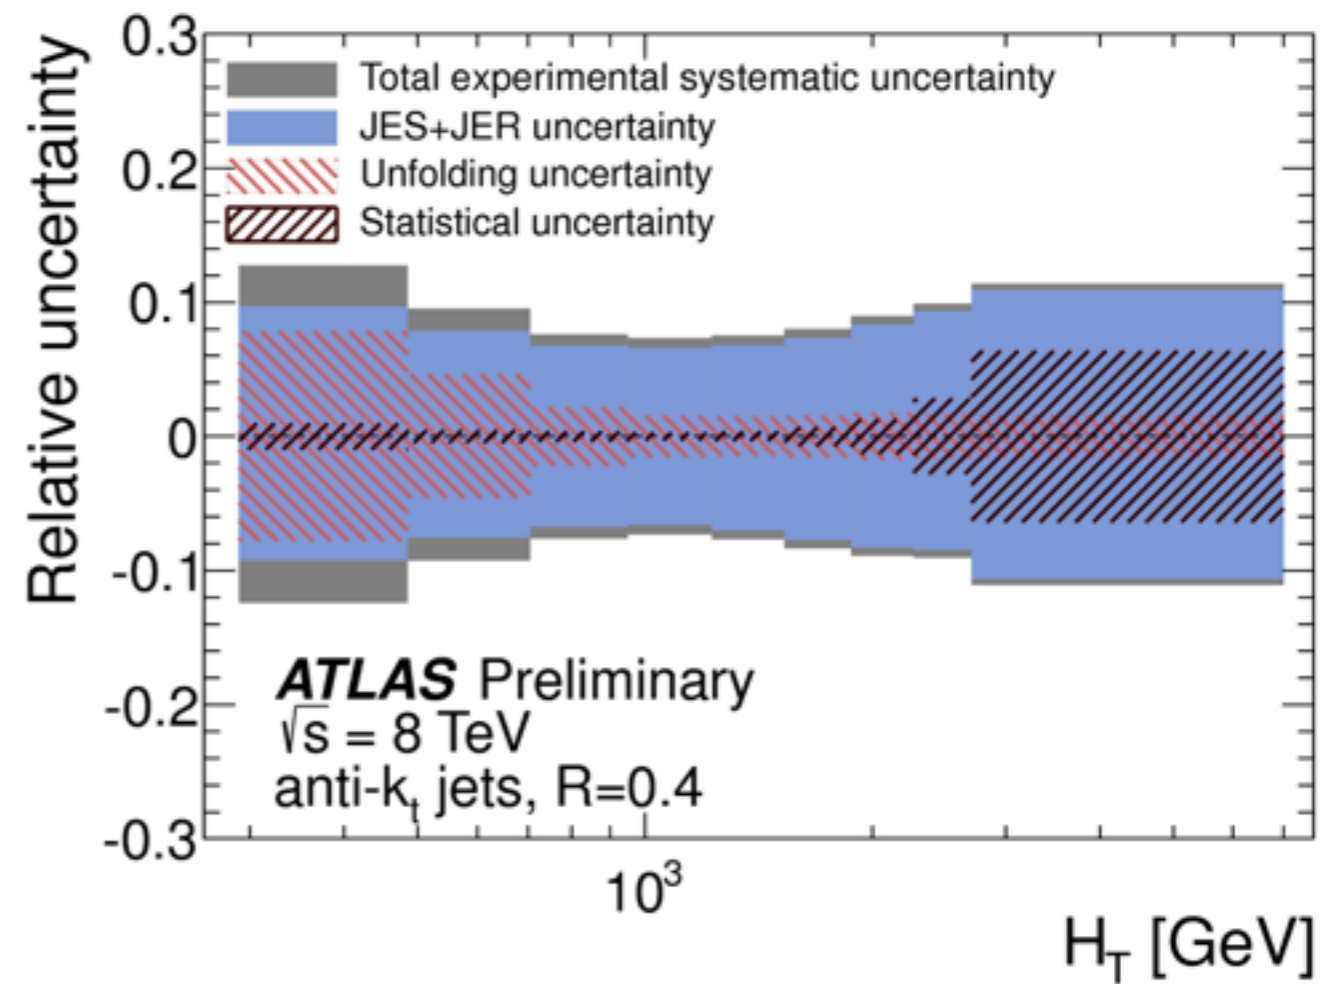 Relative uncertainty
0.3
0.2
0.1
0
-0.1
-0.2
-0.3
Total experimental systematic uncertainty
JES+JER uncertainty
Unfolding uncertainty
Statistical uncertainty
ATLAS Preliminary
√s = 8 TeV
anti-kt jets, R=0.4
10³
HT [GeV]